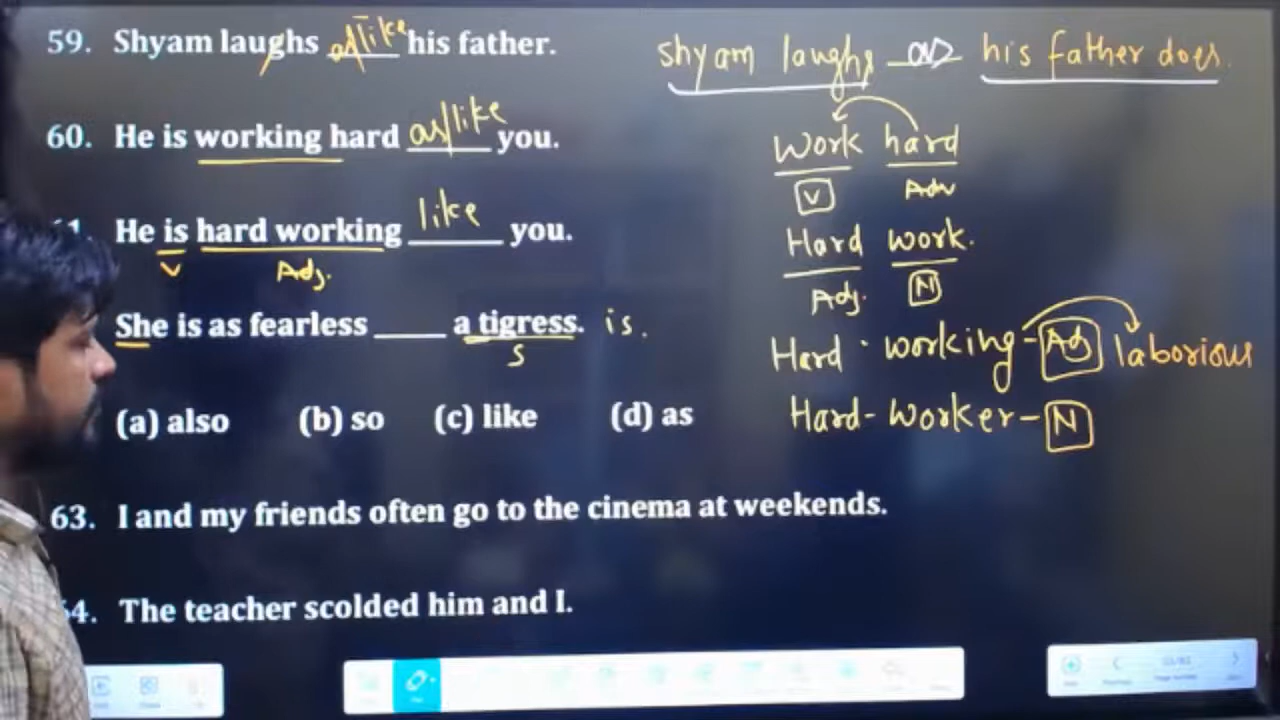 59. Shyam laughs as/like his father.
shyam laughs as his father does.
60. He is working hard as/like you.
work hard
V Adv
1. He is hard working like you.
V Adj.
Hard work.
Adj. N
She is as fearless ____ a tigress. is.
S
Hard-working - Adj laborious
(a) also (b) so (c) like (d) as
Hard-worker - N
63. I and my friends often go to the cinema at weekends.
64. The teacher scolded him and I.